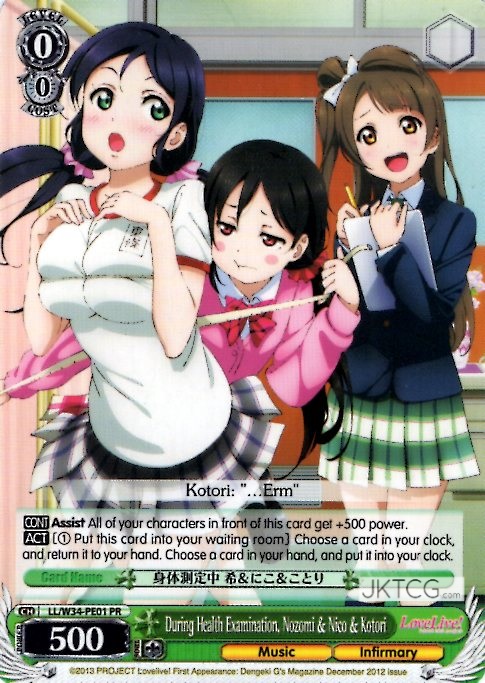 LEVEL
0
0
COST
Kotori: "...Erm"
CONT Assist All of your characters in front of this card get +500 power.
ACT [① Put this card into your waiting room] Choose a card in your clock,
and return it to your hand. Choose a card in your hand, and put it into your clock.
Card Name 身体測定中 希&にこ&ことり
JKTCG.com
CH LL/W34-PE01 PR
During Health Examination, Nozomi & Nico & Kotori LoveLive!
POWER 500
Music Infirmary
©2013 PROJECT Lovelive! First Appearance: Dengeki G's Magazine December 2012 issue